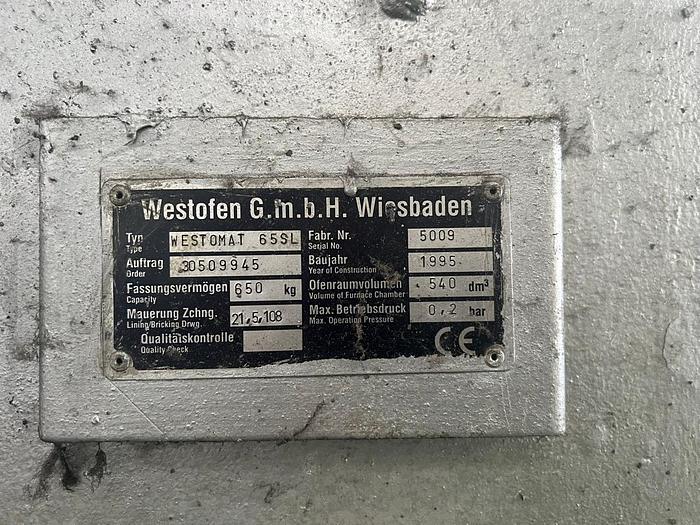 Westofen G.m.b.H. Wiesbaden
Typ WESTOMAT 65SL
Type
Auftrag 30509945
Order
Fassungsvermögen 650 kg
Capacity
Mauerung Zchng. 21,5,108
Lining/Bricking Drwg.
Qualitätskontrolle
Quality Check
Fabr. Nr. 5009
Serial No.
Baujahr 1995
Year of Construction
Ofenraumvolumen 540 dm³
Volume of Furnace Chamber
Max. Betriebsdruck 0,2 bar
Max. Operation Pressure
CE